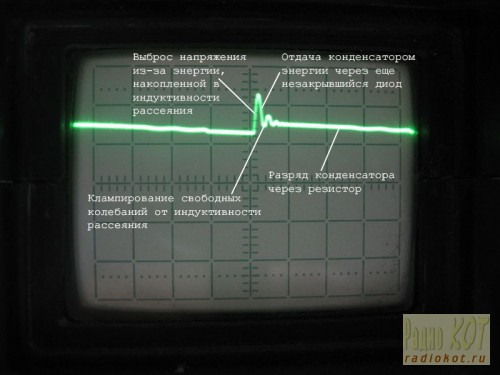 Выброс напряжения
из-за энергии,
накопленной в
индуктивности
рассеяния
Отдача конденсатором
энергии через еще
незакрывшийся диод
Разряд конденсатора
через резистор
Клампирование свободных
колебаний от индуктивности
рассеяния
Радио КОТ
radiokot.ru